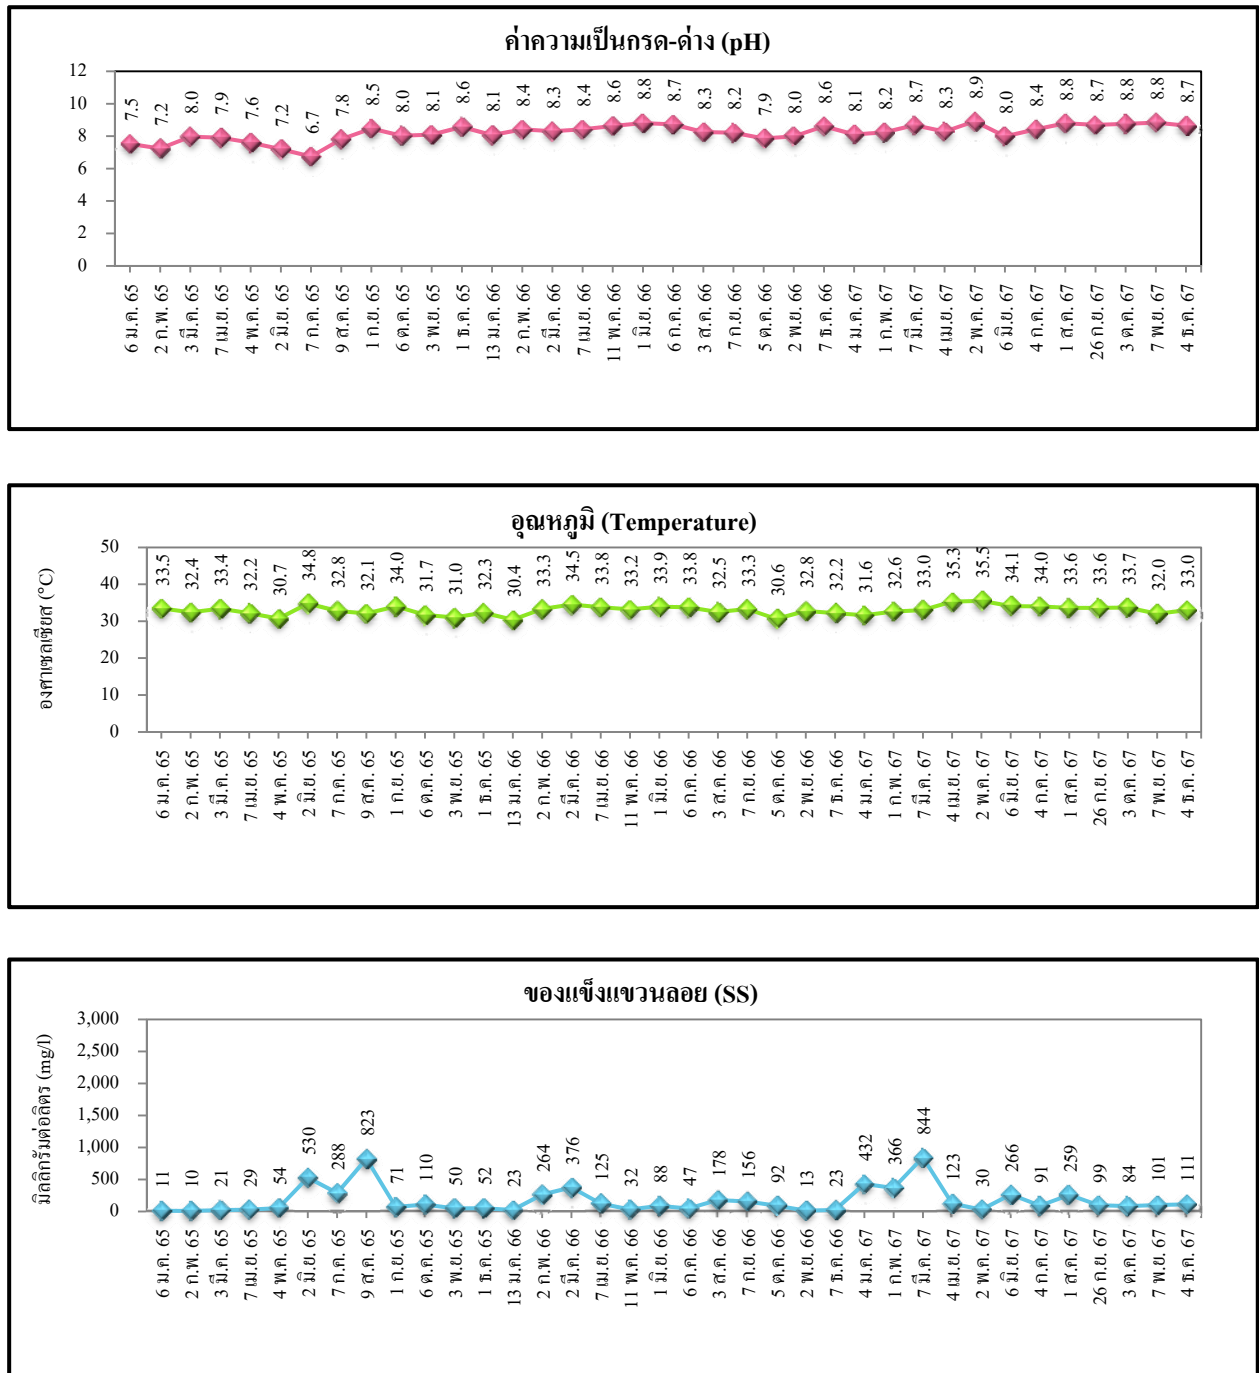 ค่าความเป็นกรด-ด่าง (pH)
12
10
8
6
4
2
0
7.5 7.2 8.0 7.9 7.6 7.2 6.7 7.8 8.5 8.0 8.1 8.6 8.1 8.4 8.3 8.4 8.6 8.8 8.7 8.3 8.2 7.9 8.0 8.6 8.1 8.2 8.7 8.3 8.9 8.0 8.4 8.8 8.7 8.8 8.8 8.7
6 ม.ค. 65 2 ก.พ. 65 3 มี.ค. 65 7 เม.ย. 65 4 พ.ค. 65 2 มิ.ย. 65 7 ก.ค. 65 9 ส.ค. 65 1 ก.ย. 65 6 ต.ค. 65 3 พ.ย. 65 1 ธ.ค. 65 13 ม.ค. 66 2 ก.พ. 66 2 มี.ค. 66 7 เม.ย. 66 11 พ.ค. 66 1 มิ.ย. 66 6 ก.ค. 66 3 ส.ค. 66 7 ก.ย. 66 5 ต.ค. 66 2 พ.ย. 66 7 ธ.ค. 66 4 ม.ค. 67 1 ก.พ. 67 7 มี.ค. 67 4 เม.ย. 67 2 พ.ค. 67 6 มิ.ย. 67 4 ก.ค. 67 1 ส.ค. 67 26 ก.ย. 67 3 ต.ค. 67 7 พ.ย. 67 4 ธ.ค. 67
อุณหภูมิ (Temperature)
องศาเซลเซียส (°C)
50
40
30
20
10
0
33.5 32.4 33.4 32.2 30.7 34.8 32.8 32.1 34.0 31.7 31.0 32.3 30.4 33.3 34.5 33.8 33.2 33.9 33.8 32.5 33.3 30.6 32.8 32.2 31.6 32.6 33.0 35.3 35.5 34.1 34.0 33.6 33.6 33.7 32.0 33.0
6 ม.ค. 65 2 ก.พ. 65 3 มี.ค. 65 7 เม.ย. 65 4 พ.ค. 65 2 มิ.ย. 65 7 ก.ค. 65 9 ส.ค. 65 1 ก.ย. 65 6 ต.ค. 65 3 พ.ย. 65 1 ธ.ค. 65 13 ม.ค. 66 2 ก.พ. 66 2 มี.ค. 66 7 เม.ย. 66 11 พ.ค. 66 1 มิ.ย. 66 6 ก.ค. 66 3 ส.ค. 66 7 ก.ย. 66 5 ต.ค. 66 2 พ.ย. 66 7 ธ.ค. 66 4 ม.ค. 67 1 ก.พ. 67 7 มี.ค. 67 4 เม.ย. 67 2 พ.ค. 67 6 มิ.ย. 67 4 ก.ค. 67 1 ส.ค. 67 26 ก.ย. 67 3 ต.ค. 67 7 พ.ย. 67 4 ธ.ค. 67
ของแข็งแขวนลอย (SS)
มิลลิกรัมต่อลิตร (mg/l)
3,000
2,500
2,000
1,500
1,000
500
0
11 10 21 29 54 530 288 823 71 110 50 52 23 264 376 125 32 88 47 178 156 92 13 23 432 366 844 123 30 266 91 259 99 84 101 111
6 ม.ค. 65 2 ก.พ. 65 3 มี.ค. 65 7 เม.ย. 65 4 พ.ค. 65 2 มิ.ย. 65 7 ก.ค. 65 9 ส.ค. 65 1 ก.ย. 65 6 ต.ค. 65 3 พ.ย. 65 1 ธ.ค. 65 13 ม.ค. 66 2 ก.พ. 66 2 มี.ค. 66 7 เม.ย. 66 11 พ.ค. 66 1 มิ.ย. 66 6 ก.ค. 66 3 ส.ค. 66 7 ก.ย. 66 5 ต.ค. 66 2 พ.ย. 66 7 ธ.ค. 66 4 ม.ค. 67 1 ก.พ. 67 7 มี.ค. 67 4 เม.ย. 67 2 พ.ค. 67 6 มิ.ย. 67 4 ก.ค. 67 1 ส.ค. 67 26 ก.ย. 67 3 ต.ค. 67 7 พ.ย. 67 4 ธ.ค. 67